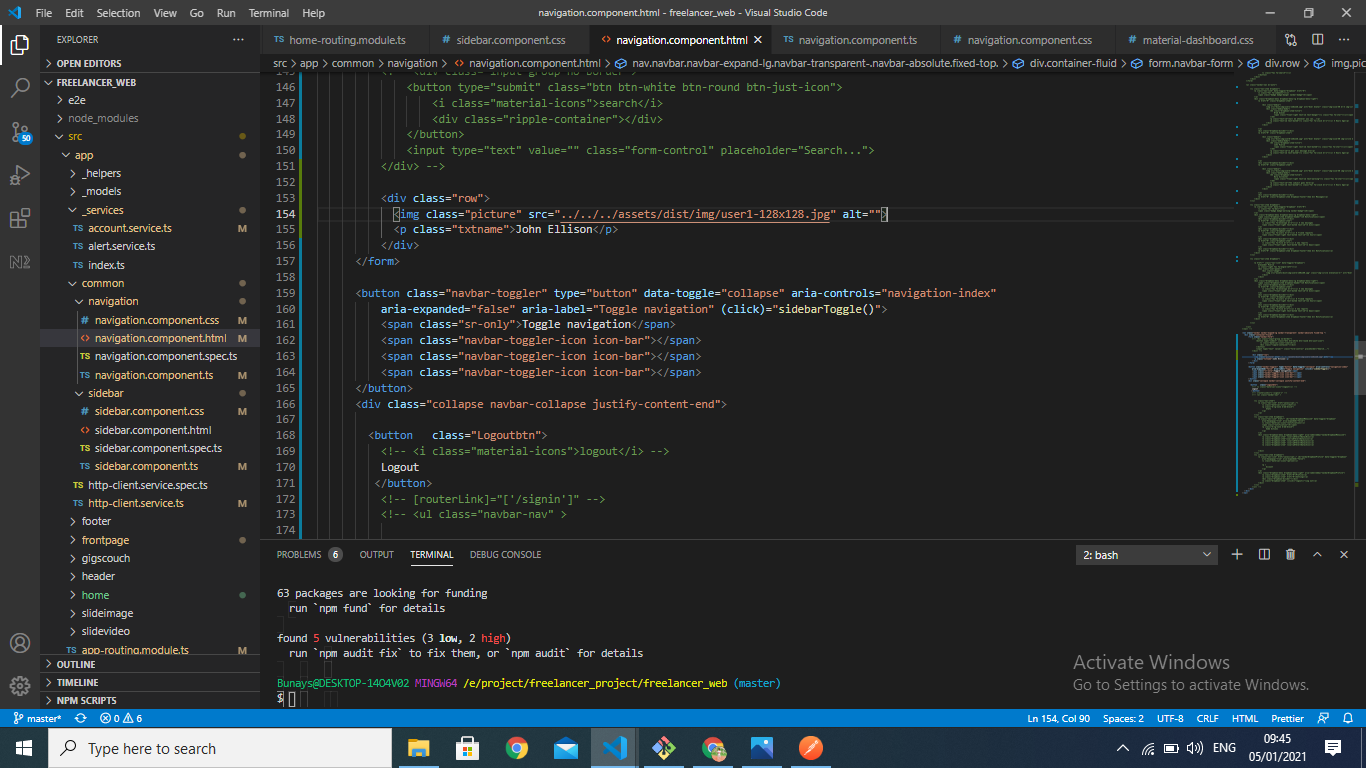 File Edit Selection View Go Run Terminal Help navigation.component.html - freelancer_web - Visual Studio Code
EXPLORER
OPEN EDITORS
FREELANCER_WEB
e2e
node_modules
src
app
_helpers
_models
_services
account.service.ts M
alert.service.ts
index.ts
common
navigation
navigation.component.css M
navigation.component.html M
navigation.component.spec.ts
navigation.component.ts M
sidebar
sidebar.component.css M
sidebar.component.html
sidebar.component.spec.ts
sidebar.component.ts M
http-client.service.spec.ts
http-client.service.ts M
footer
frontpage
gigscouch
header
home
slideimage
slidevideo
app-routing.module.ts M
OUTLINE
TIMELINE
NPM SCRIPTS
50
home-routing.module.ts sidebar.component.css navigation.component.html navigation.component.ts navigation.component.css material-dashboard.css
src > app > common > navigation > navigation.component.html > nav.navbar.navbar-expand-lg.navbar-transparent-.navbar-absolute.fixed-top. > div.container-fluid > form.navbar-form > div.row > img.pic
145 <!-- <div class="input-group no-border">
146 <button type="submit" class="btn btn-white btn-round btn-just-icon">
147 <i class="material-icons">search</i>
148 <div class="ripple-container"></div>
149 </button>
150 <input type="text" value="" class="form-control" placeholder="Search...">
151 </div> -->
152
153 <div class="row">
154 <img class="picture" src="../../../assets/dist/img/user1-128x128.jpg" alt="">
155 <p class="txtname">John Ellison</p>
156 </div>
157 </form>
158
159 <button class="navbar-toggler" type="button" data-toggle="collapse" aria-controls="navigation-index"
160 aria-expanded="false" aria-label="Toggle navigation" (click)="sidebarToggle()">
161 <span class="sr-only">Toggle navigation</span>
162 <span class="navbar-toggler-icon icon-bar"></span>
163 <span class="navbar-toggler-icon icon-bar"></span>
164 <span class="navbar-toggler-icon icon-bar"></span>
165 </button>
166 <div class="collapse navbar-collapse justify-content-end">
167
168 <button class="Logoutbtn">
169 <!-- <i class="material-icons">logout</i> -->
170 Logout
171 </button>
172 <!-- [routerLink]="['/signin']" -->
173 <!-- <ul class="navbar-nav" >
174
PROBLEMS 6 OUTPUT TERMINAL DEBUG CONSOLE 2: bash
63 packages are looking for funding
run `npm fund` for details
found 5 vulnerabilities (3 low, 2 high)
run `npm audit fix` to fix them, or `npm audit` for details
Bunays@DESKTOP-14O4V02 MINGW64 /e/project/freelancer_project/freelancer_web (master)
$
Activate Windows
Go to Settings to activate Windows.
master* 0 6 Ln 154, Col 90 Spaces: 2 UTF-8 CRLF HTML Prettier
Type here to search
ENG
09:45
05/01/2021